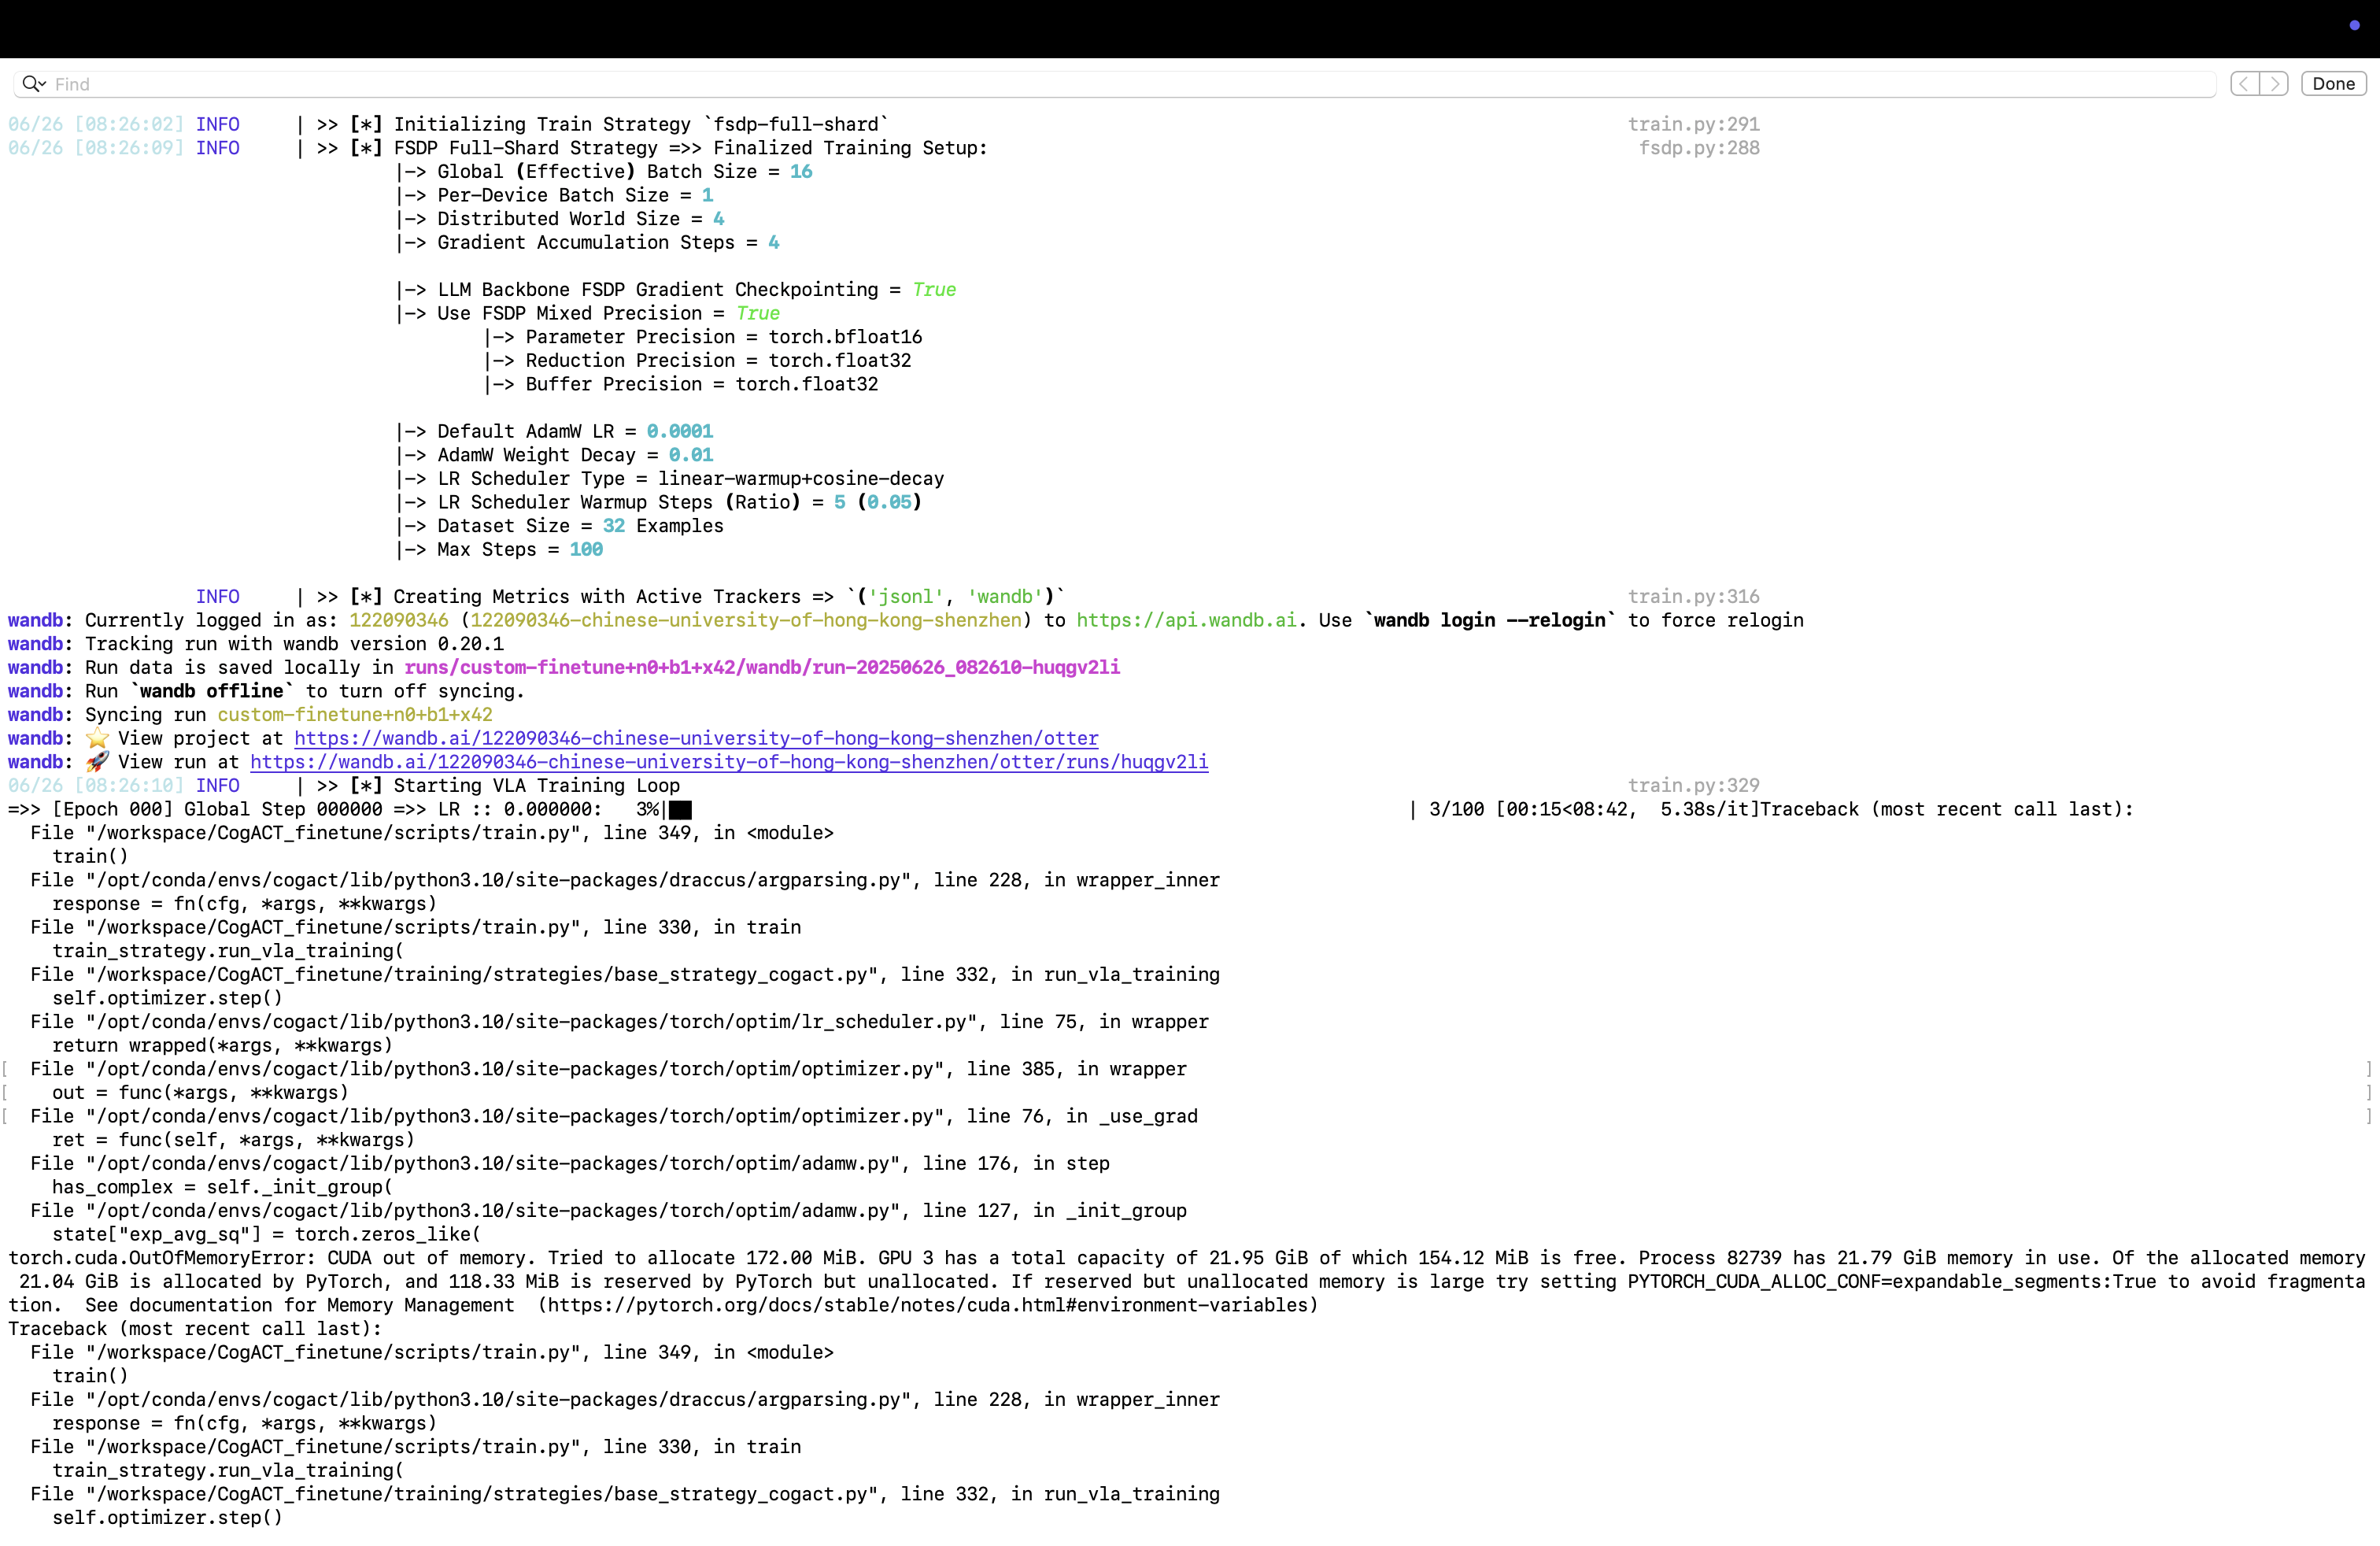 Find
Done
06/26 [08:26:02] INFO     | >> [*] Initializing Train Strategy `fsdp-full-shard` train.py:291
06/26 [08:26:09] INFO     | >> [*] FSDP Full-Shard Strategy =>> Finalized Training Setup: fsdp.py:288
|-> Global (Effective) Batch Size = 16
|-> Per-Device Batch Size = 1
|-> Distributed World Size = 4
|-> Gradient Accumulation Steps = 4
|-> LLM Backbone FSDP Gradient Checkpointing = True
|-> Use FSDP Mixed Precision = True
|-> Parameter Precision = torch.bfloat16
|-> Reduction Precision = torch.float32
|-> Buffer Precision = torch.float32
|-> Default AdamW LR = 0.0001
|-> AdamW Weight Decay = 0.01
|-> LR Scheduler Type = linear-warmup+cosine-decay
|-> LR Scheduler Warmup Steps (Ratio) = 5 (0.05)
|-> Dataset Size = 32 Examples
|-> Max Steps = 100
INFO     | >> [*] Creating Metrics with Active Trackers => `('jsonl', 'wandb')` train.py:316
wandb: Currently logged in as: 122090346 (122090346-chinese-university-of-hong-kong-shenzhen) to https://api.wandb.ai. Use `wandb login --relogin` to force relogin
wandb: Tracking run with wandb version 0.20.1
wandb: Run data is saved locally in runs/custom-finetune+n0+b1+x42/wandb/run-20250626_082610-huqgv2li
wandb: Run `wandb offline` to turn off syncing.
wandb: Syncing run custom-finetune+n0+b1+x42
wandb: ⭐ View project at https://wandb.ai/122090346-chinese-university-of-hong-kong-shenzhen/otter
wandb: 🚀 View run at https://wandb.ai/122090346-chinese-university-of-hong-kong-shenzhen/otter/runs/huqgv2li
06/26 [08:26:10] INFO     | >> [*] Starting VLA Training Loop train.py:329
=>> [Epoch 000] Global Step 000000 =>> LR :: 0.000000:   3%|██ | 3/100 [00:15<08:42,  5.38s/it]Traceback (most recent call last):
File "/workspace/CogACT_finetune/scripts/train.py", line 349, in <module>
train()
File "/opt/conda/envs/cogact/lib/python3.10/site-packages/draccus/argparsing.py", line 228, in wrapper_inner
response = fn(cfg, *args, **kwargs)
File "/workspace/CogACT_finetune/scripts/train.py", line 330, in train
train_strategy.run_vla_training(
File "/workspace/CogACT_finetune/training/strategies/base_strategy_cogact.py", line 332, in run_vla_training
self.optimizer.step()
File "/opt/conda/envs/cogact/lib/python3.10/site-packages/torch/optim/lr_scheduler.py", line 75, in wrapper
return wrapped(*args, **kwargs)
[ File "/opt/conda/envs/cogact/lib/python3.10/site-packages/torch/optim/optimizer.py", line 385, in wrapper ]
[ out = func(*args, **kwargs) ]
[ File "/opt/conda/envs/cogact/lib/python3.10/site-packages/torch/optim/optimizer.py", line 76, in _use_grad ]
ret = func(self, *args, **kwargs)
File "/opt/conda/envs/cogact/lib/python3.10/site-packages/torch/optim/adamw.py", line 176, in step
has_complex = self._init_group(
File "/opt/conda/envs/cogact/lib/python3.10/site-packages/torch/optim/adamw.py", line 127, in _init_group
state["exp_avg_sq"] = torch.zeros_like(
torch.cuda.OutOfMemoryError: CUDA out of memory. Tried to allocate 172.00 MiB. GPU 3 has a total capacity of 21.95 GiB of which 154.12 MiB is free. Process 82739 has 21.79 GiB memory in use. Of the allocated memory
21.04 GiB is allocated by PyTorch, and 118.33 MiB is reserved by PyTorch but unallocated. If reserved but unallocated memory is large try setting PYTORCH_CUDA_ALLOC_CONF=expandable_segments:True to avoid fragmenta
tion.  See documentation for Memory Management  (https://pytorch.org/docs/stable/notes/cuda.html#environment-variables)
Traceback (most recent call last):
File "/workspace/CogACT_finetune/scripts/train.py", line 349, in <module>
train()
File "/opt/conda/envs/cogact/lib/python3.10/site-packages/draccus/argparsing.py", line 228, in wrapper_inner
response = fn(cfg, *args, **kwargs)
File "/workspace/CogACT_finetune/scripts/train.py", line 330, in train
train_strategy.run_vla_training(
File "/workspace/CogACT_finetune/training/strategies/base_strategy_cogact.py", line 332, in run_vla_training
self.optimizer.step()